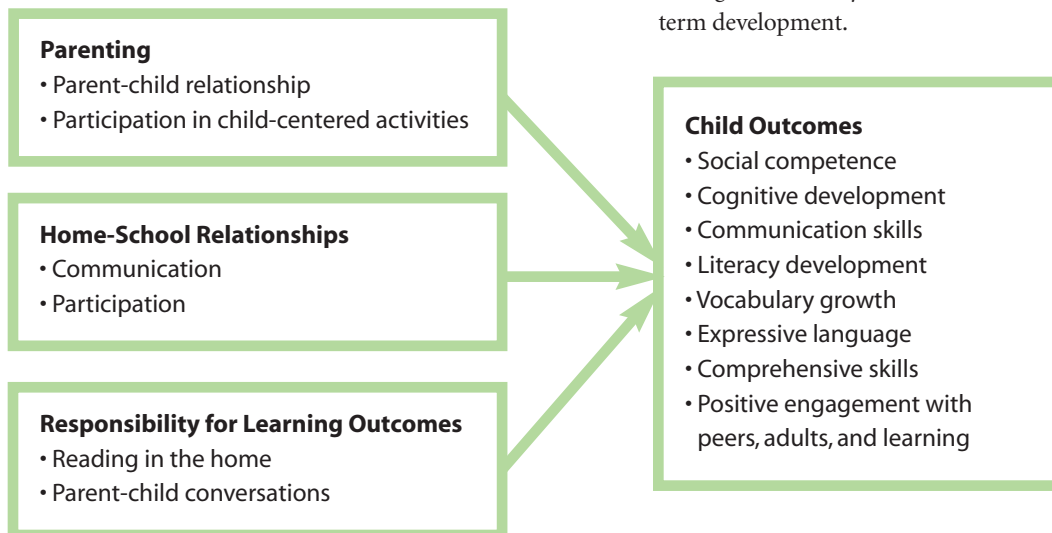 term development.
Parenting
• Parent-child relationship
• Participation in child-centered activities
Home-School Relationships
• Communication
• Participation
Responsibility for Learning Outcomes
• Reading in the home
• Parent-child conversations
Child Outcomes
• Social competence
• Cognitive development
• Communication skills
• Literacy development
• Vocabulary growth
• Expressive language
• Comprehensive skills
• Positive engagement with
peers, adults, and learning